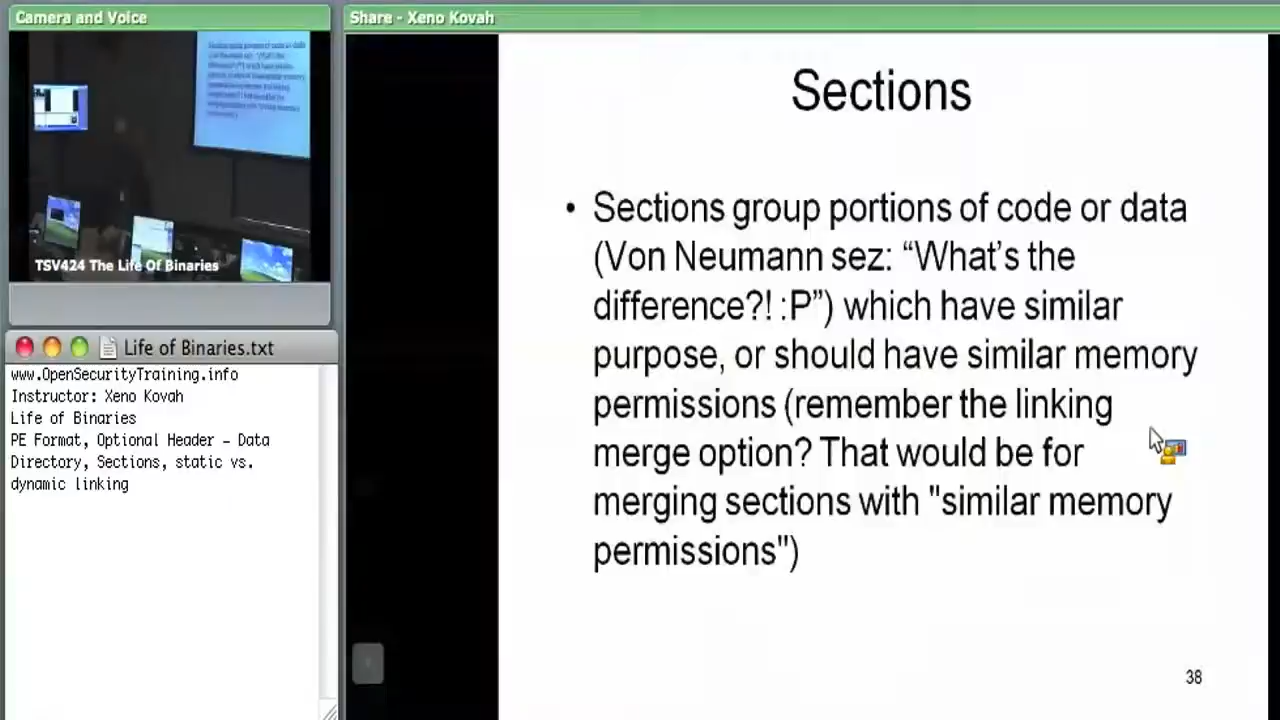 Camera and Voice
TSV424 The Life Of Binaries
Life of Binaries.txt
www.OpenSecurityTraining.info
Instructor: Xeno Kovah
Life of Binaries
PE Format, Optional Header - Data
Directory, Sections, static vs.
dynamic linking
Share - Xeno Kovah
Sections
• Sections group portions of code or data
(Von Neumann sez: “What’s the
difference?! :P”) which have similar
purpose, or should have similar memory
permissions (remember the linking
merge option? That would be for
merging sections with "similar memory
permissions")
38